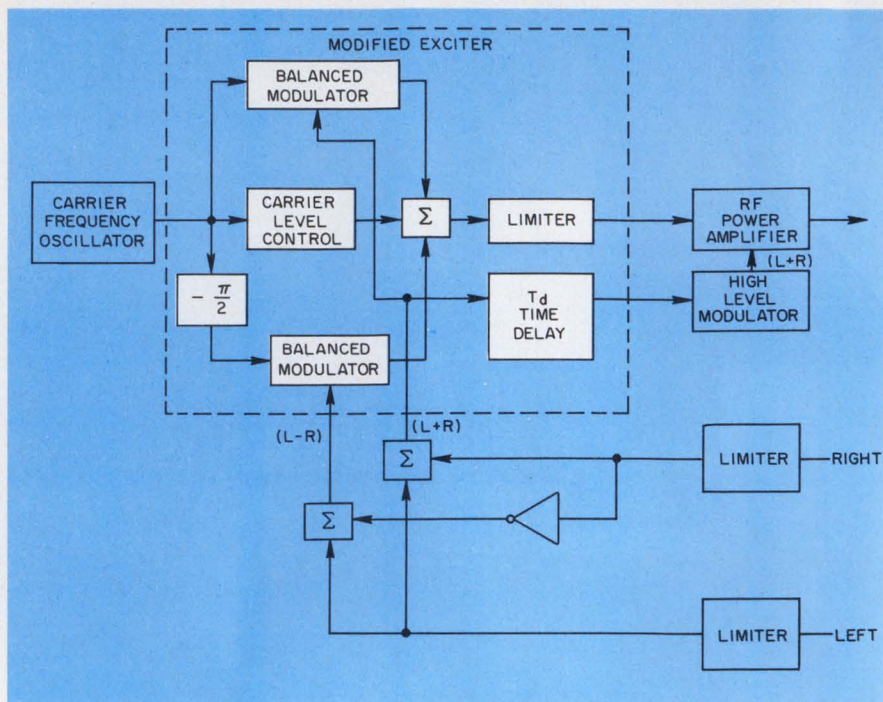 MODIFIED EXCITER
BALANCED
MODULATOR
CARRIER
FREQUENCY
OSCILLATOR
CARRIER
LEVEL
CONTROL
Σ
LIMITER
RF
POWER
AMPLIFIER
(L+R)
- π/2
T_d
TIME
DELAY
HIGH
LEVEL
MODULATOR
BALANCED
MODULATOR
(L-R)
(L+R)
Σ
LIMITER
RIGHT
Σ
LIMITER
LEFT